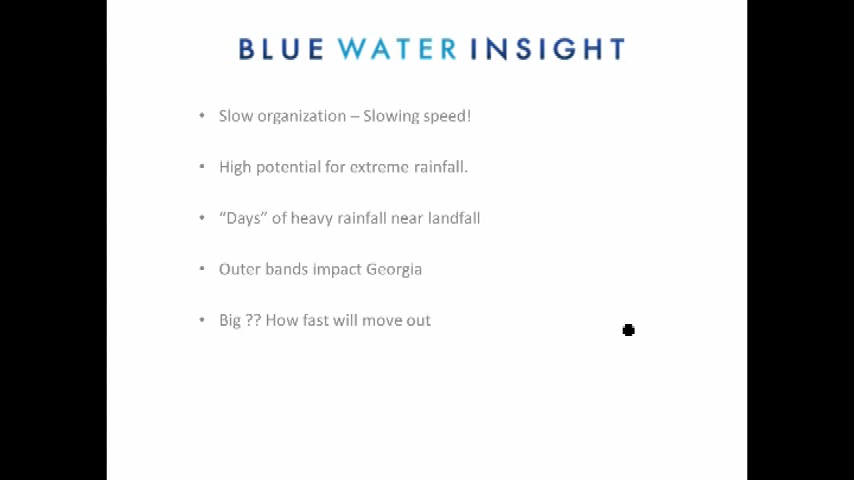 BLUE WATER INSIGHT
• Slow organization – Slowing speed!
• High potential for extreme rainfall.
• “Days” of heavy rainfall near landfall
• Outer bands impact Georgia
• Big ?? How fast will move out